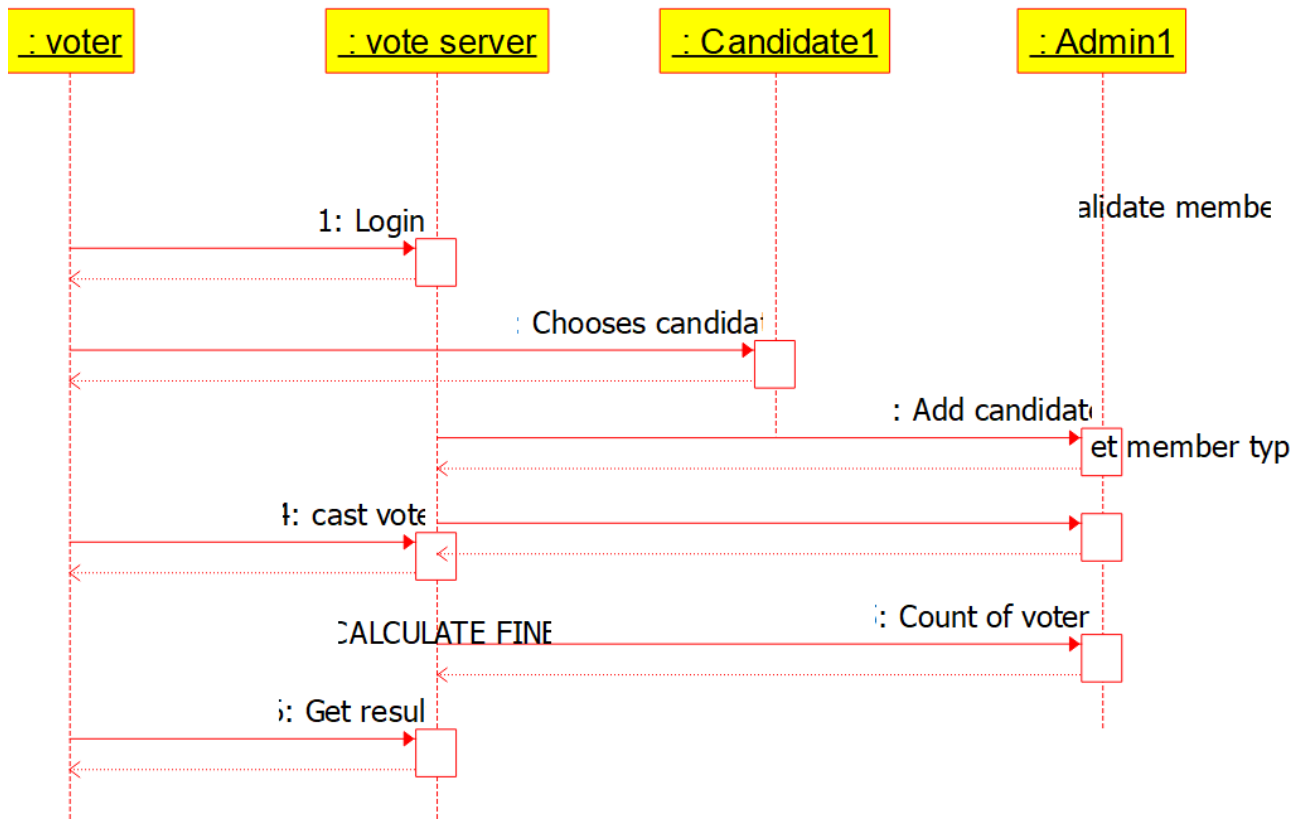 : voter
: vote server
: Candidate1
: Admin1
alidate membe
1: Login
: Chooses candidat
: Add candidate
et member typ
: cast vote
: Count of voter
CALCULATE FINE
: Get resul